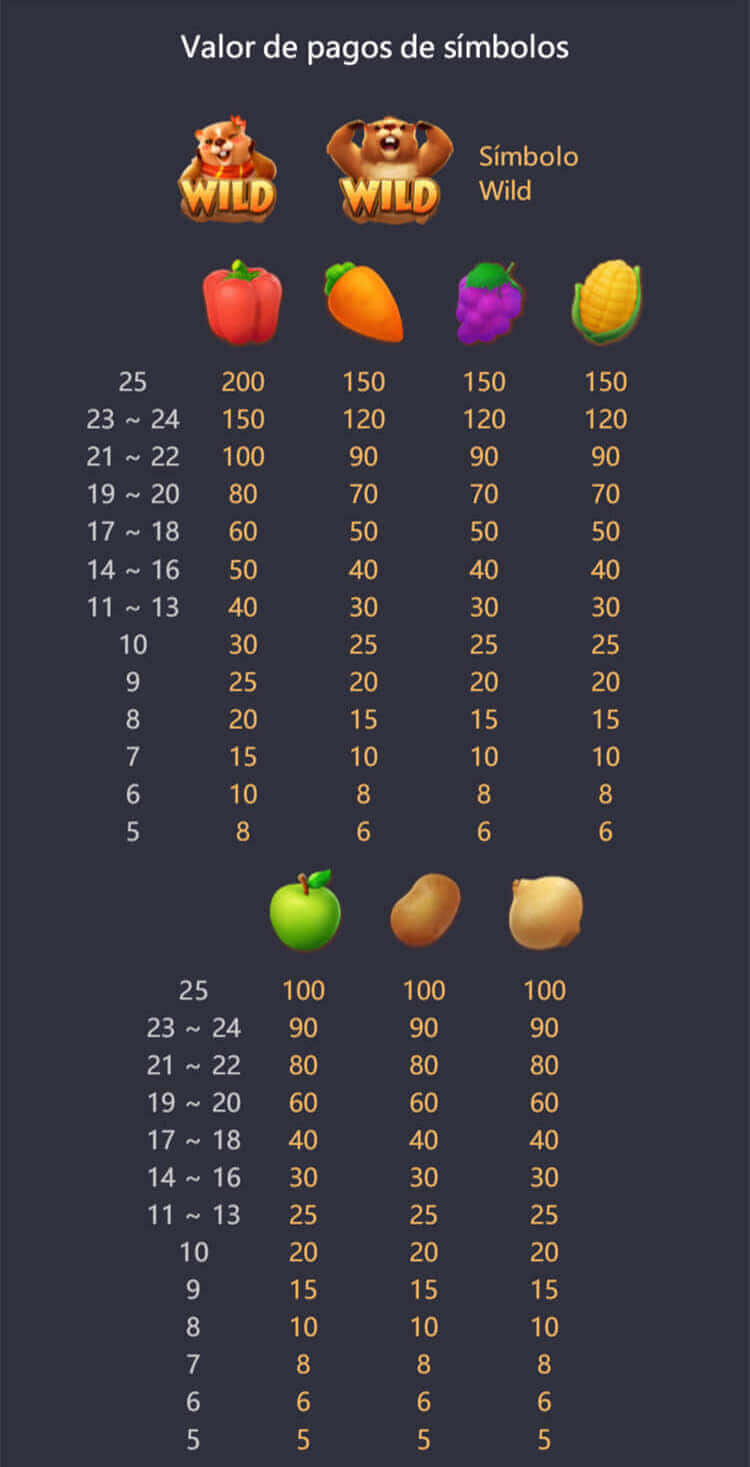 Valor de pagos de símbolos
WILD WILD Símbolo
Wild
25 200 150 150 150
23 ~ 24 150 120 120 120
21 ~ 22 100 90 90 90
19 ~ 20 80 70 70 70
17 ~ 18 60 50 50 50
14 ~ 16 50 40 40 40
11 ~ 13 40 30 30 30
10 30 25 25 25
9 25 20 20 20
8 20 15 15 15
7 15 10 10 10
6 10 8 8 8
5 8 6 6 6
25 100 100 100
23 ~ 24 90 90 90
21 ~ 22 80 80 80
19 ~ 20 60 60 60
17 ~ 18 40 40 40
14 ~ 16 30 30 30
11 ~ 13 25 25 25
10 20 20 20
9 15 15 15
8 10 10 10
7 8 8 8
6 6 6 6
5 5 5 5